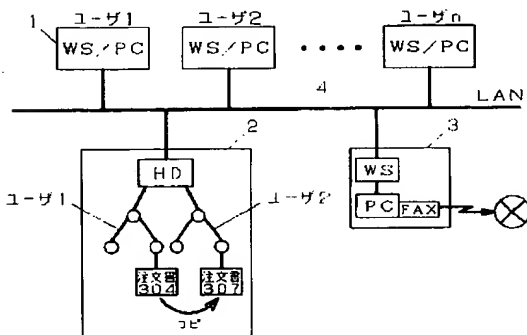 ユーザ1 ユーザ2 ユーザn
1 WS/PC WS/PC ・・・・ WS/PC
4 LAN
2 3
HD WS
ユーザ1 ユーザ2 PC FAX
注文書 注文書
304 307
コピ